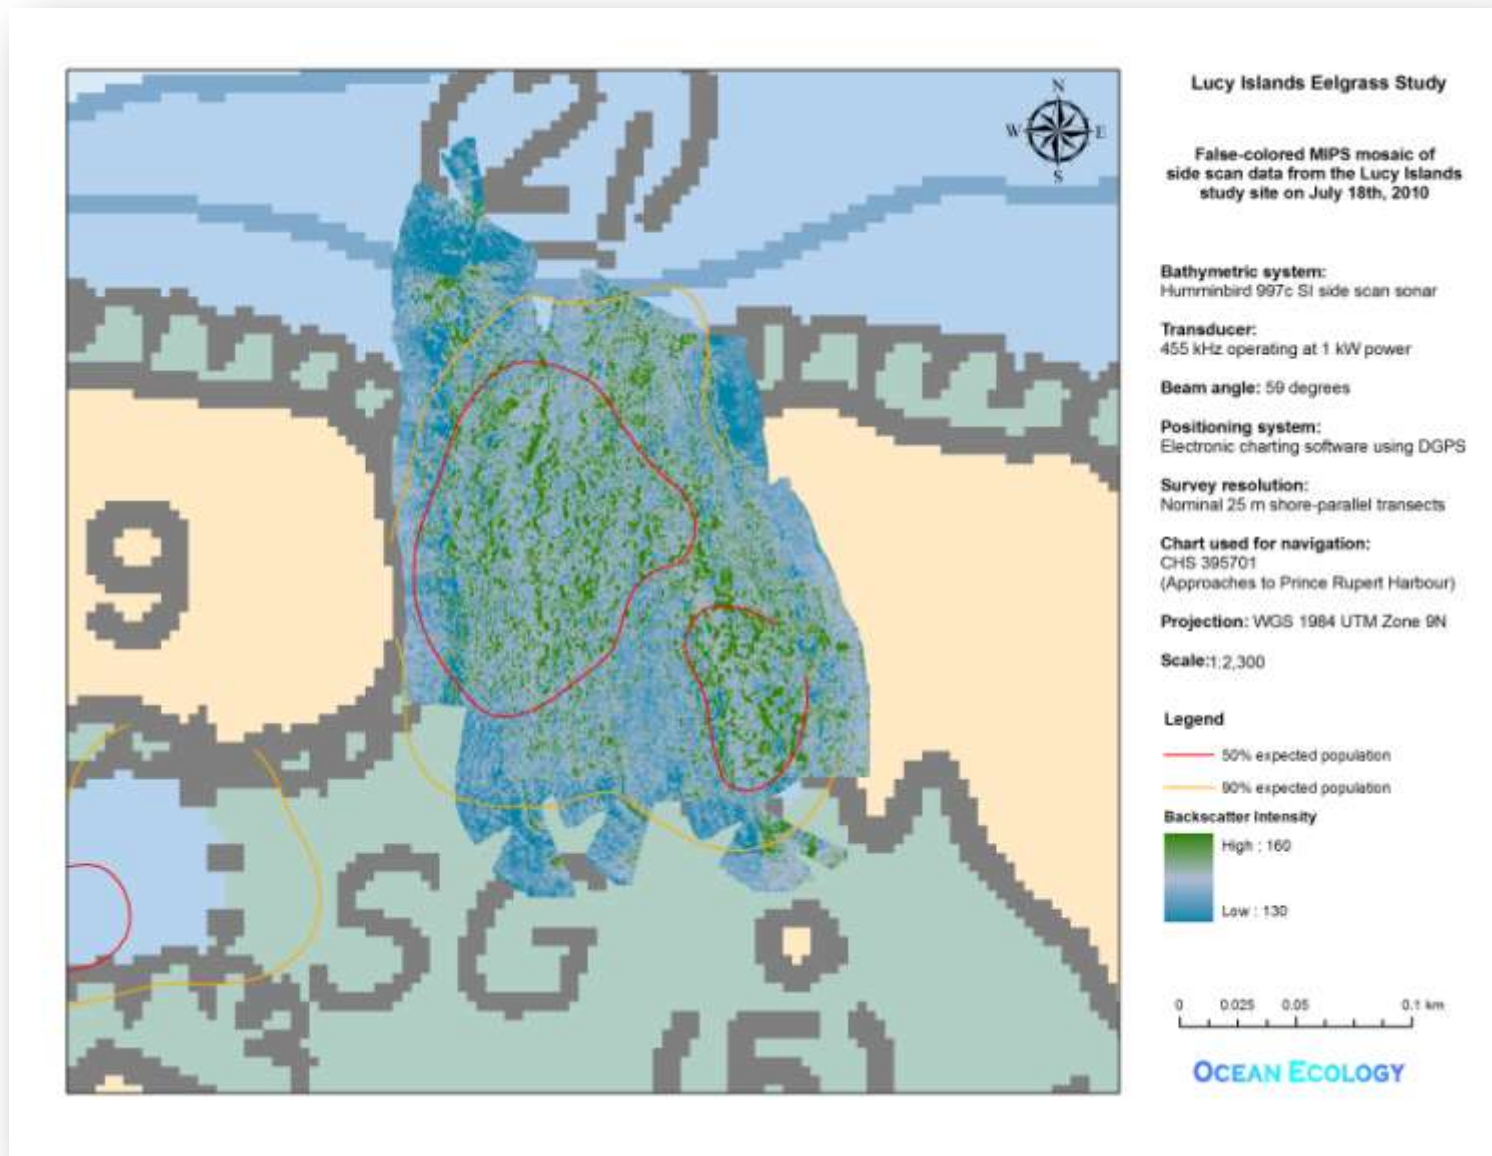 (2)
N
W
E
S
9
SG
3
(5)
Lucy Islands Eelgrass Study
False-colored MIPS mosaic of
side scan data from the Lucy Islands
study site on July 18th, 2010
Bathymetric system:
Humminbird 997c SI side scan sonar
Transducer:
455 kHz operating at 1 kW power
Beam angle: 59 degrees
Positioning system:
Electronic charting software using DGPS
Survey resolution:
Nominal 25 m shore-parallel transects
Chart used for navigation:
CHS 395701
(Approaches to Prince Rupert Harbour)
Projection: WGS 1984 UTM Zone 9N
Scale:1:2,300
Legend
50% expected population
90% expected population
Backscatter Intensity
High : 160
Low : 130
0 0.025 0.05 0.1 km
OCEAN ECOLOGY